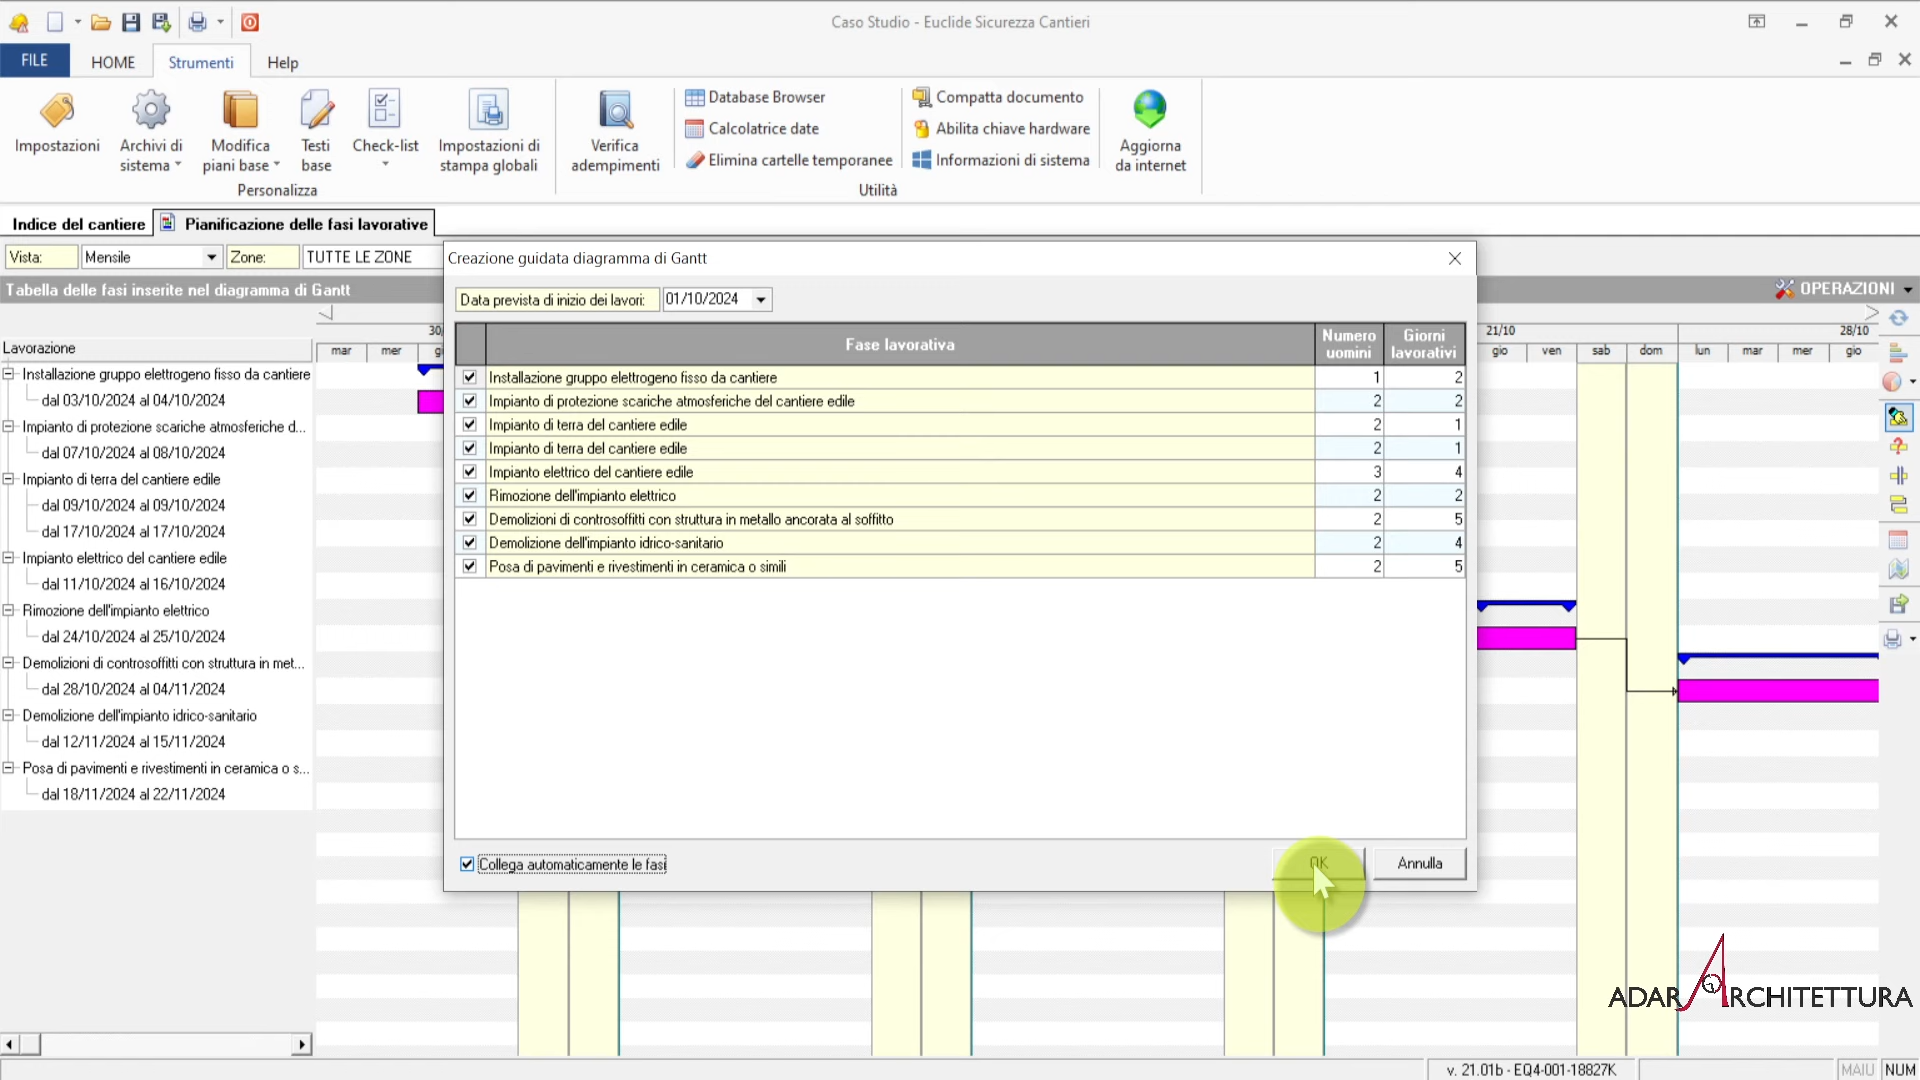 Caso Studio - Euclide Sicurezza Cantieri
FILE
HOME
Strumenti
Help
Impostazioni
Archivi di
sistema
Modifica
piani base
Testi
base
Check-list
Impostazioni di
stampa globali
Personalizza
Verifica
adempimenti
Database Browser
Calcolatrice date
Elimina cartelle temporanee
Compatta documento
Abilita chiave hardware
Informazioni di sistema
Utilità
Aggiorna
da internet
Indice del cantiere
Pianificazione delle fasi lavorative
Vista:
Mensile
Zone:
TUTTE LE ZONE
Tabella delle fasi inserite nel diagramma di Gantt
OPERAZIONI
Lavorazione
30/
mar
mer
21/10
28/10
gio
ven
sab
dom
lun
mar
mer
gio
Installazione gruppo elettrogeno fisso da cantiere
dal 03/10/2024 al 04/10/2024
Impianto di protezione scariche atmosferiche d...
dal 07/10/2024 al 08/10/2024
Impianto di terra del cantiere edile
dal 09/10/2024 al 09/10/2024
dal 17/10/2024 al 17/10/2024
Impianto elettrico del cantiere edile
dal 11/10/2024 al 16/10/2024
Rimozione dell'impianto elettrico
dal 24/10/2024 al 25/10/2024
Demolizioni di controsoffitti con struttura in met...
dal 28/10/2024 al 04/11/2024
Demolizione dell'impianto idrico-sanitario
dal 12/11/2024 al 15/11/2024
Posa di pavimenti e rivestimenti in ceramica o s...
dal 18/11/2024 al 22/11/2024
Creazione guidata diagramma di Gantt
Data prevista di inizio dei lavori:
01/10/2024
Fase lavorativa
Numero
uomini
Giorni
lavorativi
Installazione gruppo elettrogeno fisso da cantiere 1 2
Impianto di protezione scariche atmosferiche del cantiere edile 2 2
Impianto di terra del cantiere edile 2 1
Impianto di terra del cantiere edile 2 1
Impianto elettrico del cantiere edile 3 4
Rimozione dell'impianto elettrico 2 2
Demolizioni di controsoffitti con struttura in metallo ancorata al soffitto 2 5
Demolizione dell'impianto idrico-sanitario 2 4
Posa di pavimenti e rivestimenti in ceramica o simili 2 5
Collega automaticamente le fasi
OK
Annulla
ADARARCHITETTURA
v. 21.01b - EQ4-001-18827K
MAIU
NUM